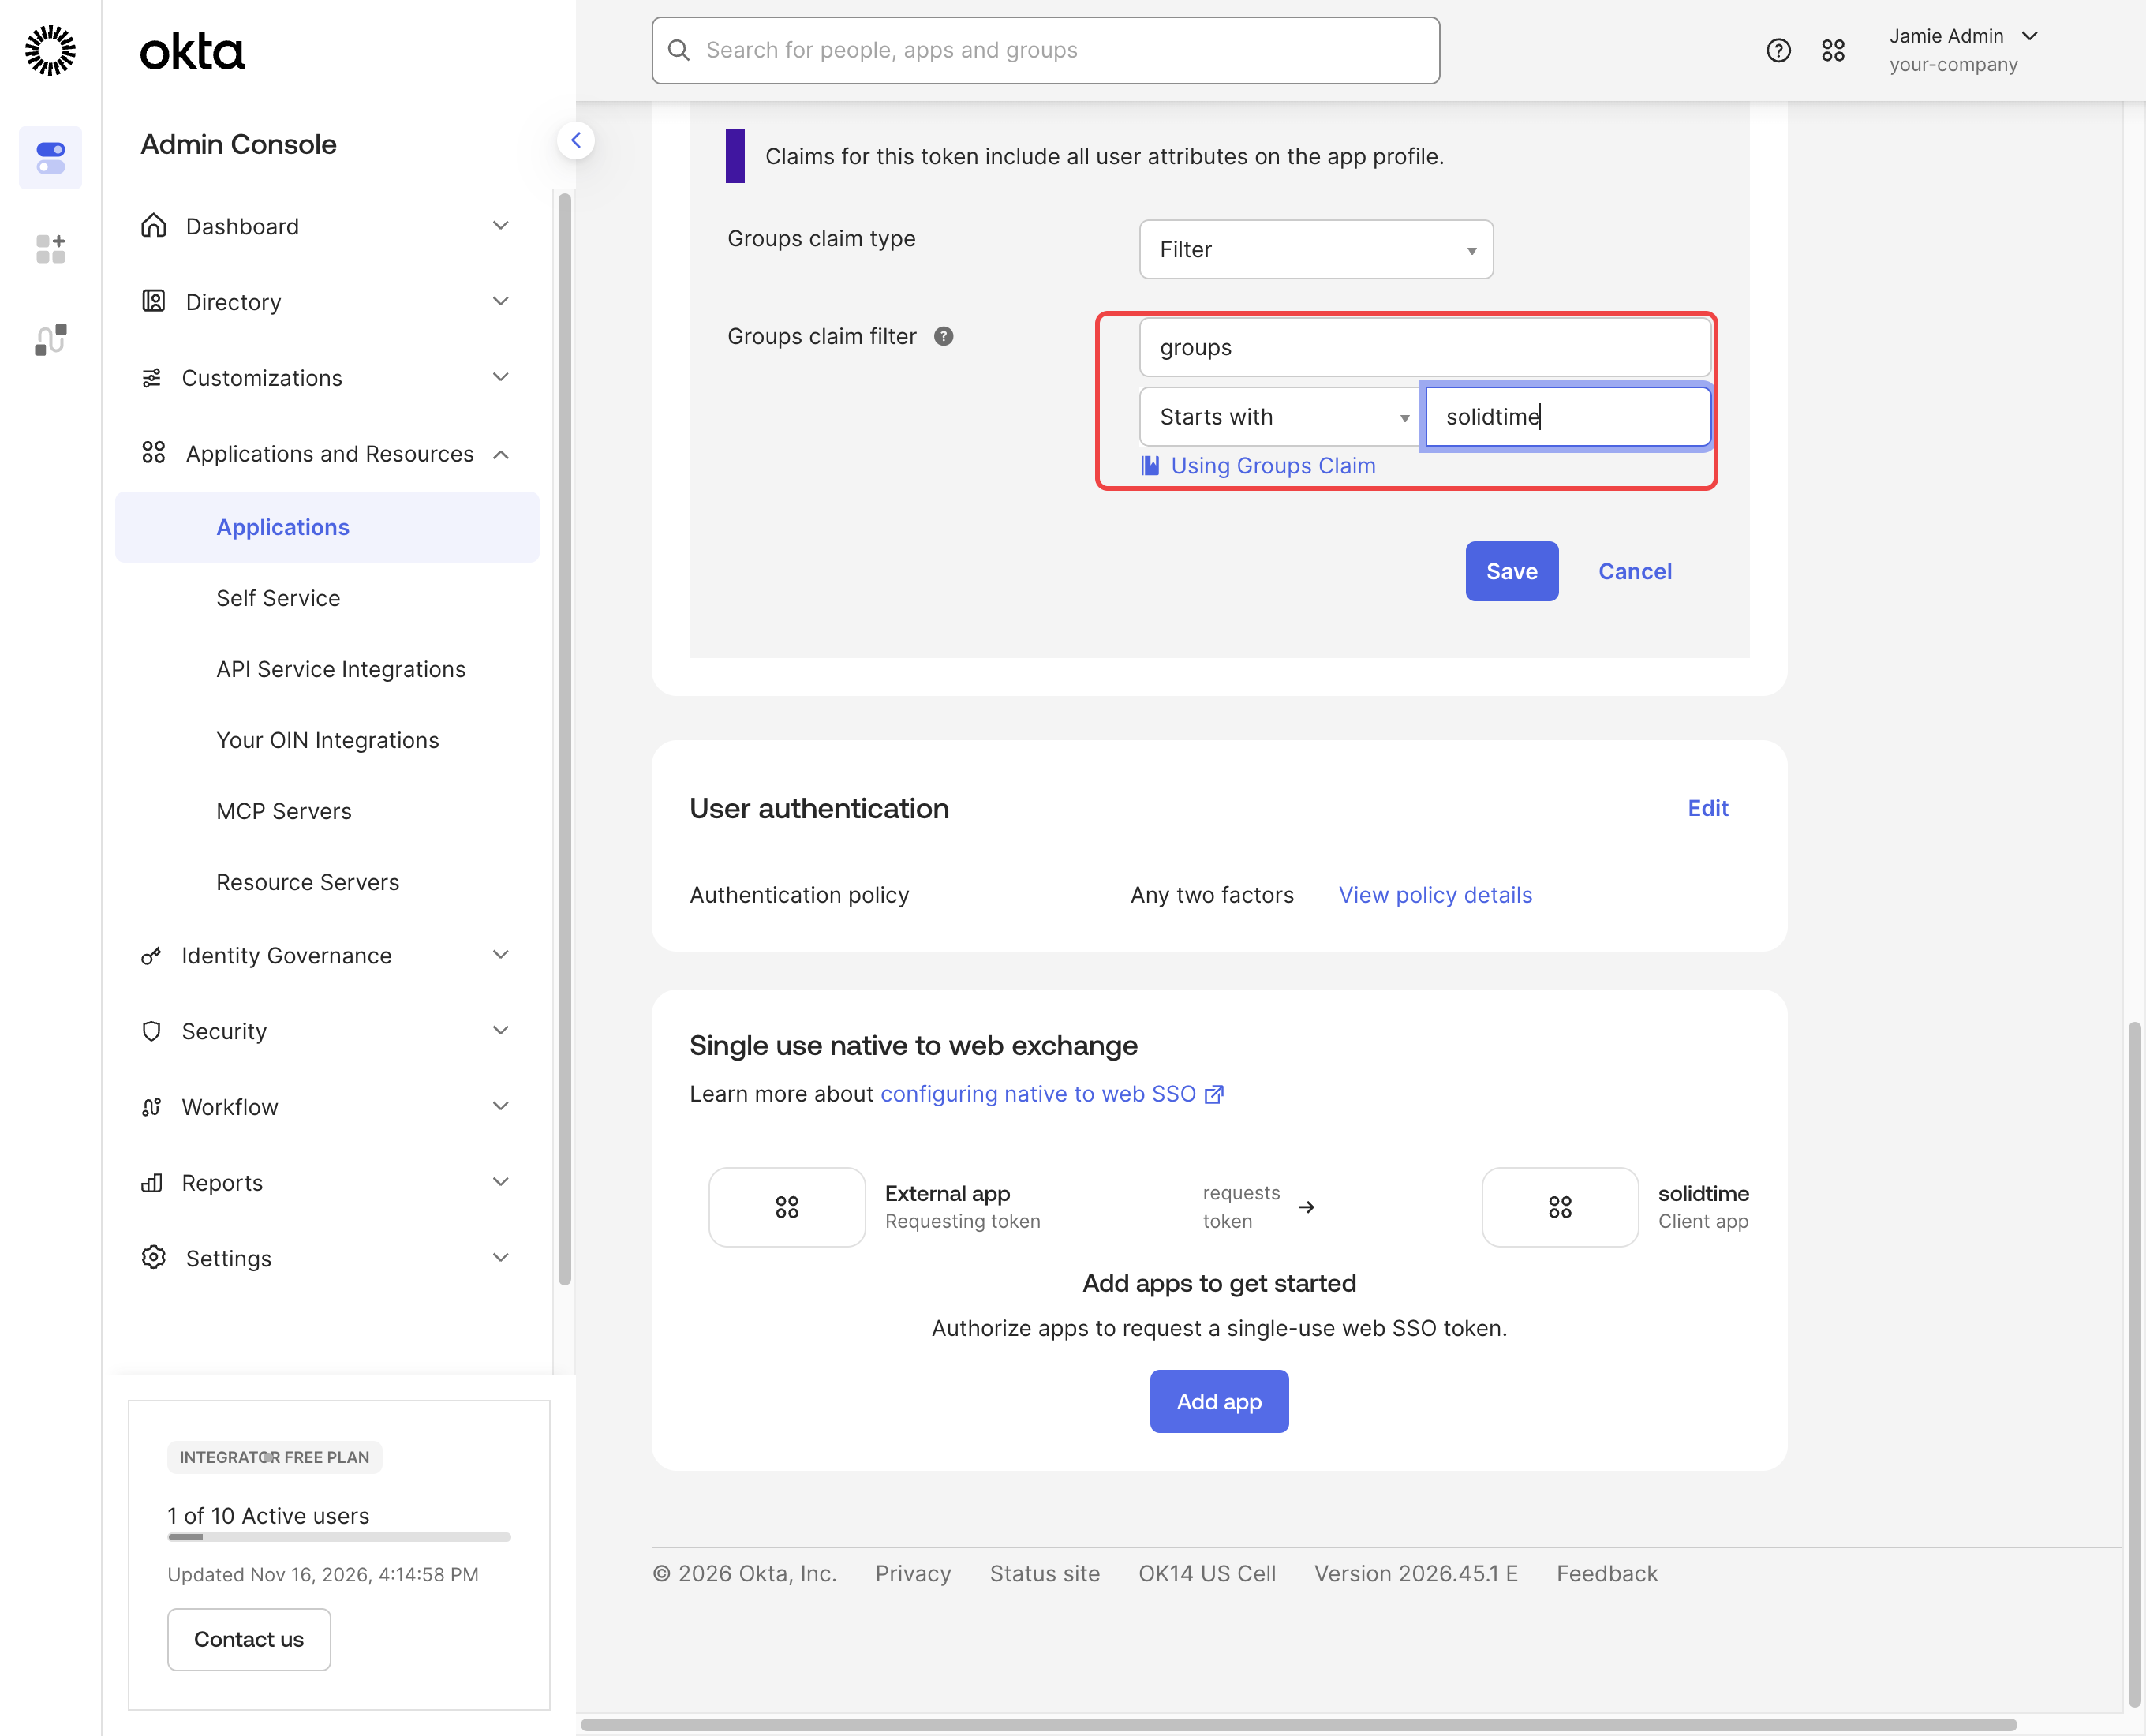 okta
Search for people, apps and groups
Jamie Admin
your-company
Admin Console
Dashboard
Directory
Customizations
Applications and Resources
Applications
Self Service
API Service Integrations
Your OIN Integrations
MCP Servers
Resource Servers
Identity Governance
Security
Workflow
Reports
Settings
INTEGRATOR FREE PLAN
1 of 10 Active users
Updated Nov 16, 2026, 4:14:58 PM
Contact us
Claims for this token include all user attributes on the app profile.
Groups claim type
Filter
Groups claim filter
groups
Starts with
solidtime
Using Groups Claim
Save
Cancel
User authentication
Edit
Authentication policy
Any two factors
View policy details
Single use native to web exchange
Learn more about configuring native to web SSO
External app
Requesting token
requests
token
solidtime
Client app
Add apps to get started
Authorize apps to request a single-use web SSO token.
Add app
© 2026 Okta, Inc.
Privacy
Status site
OK14 US Cell
Version 2026.45.1 E
Feedback